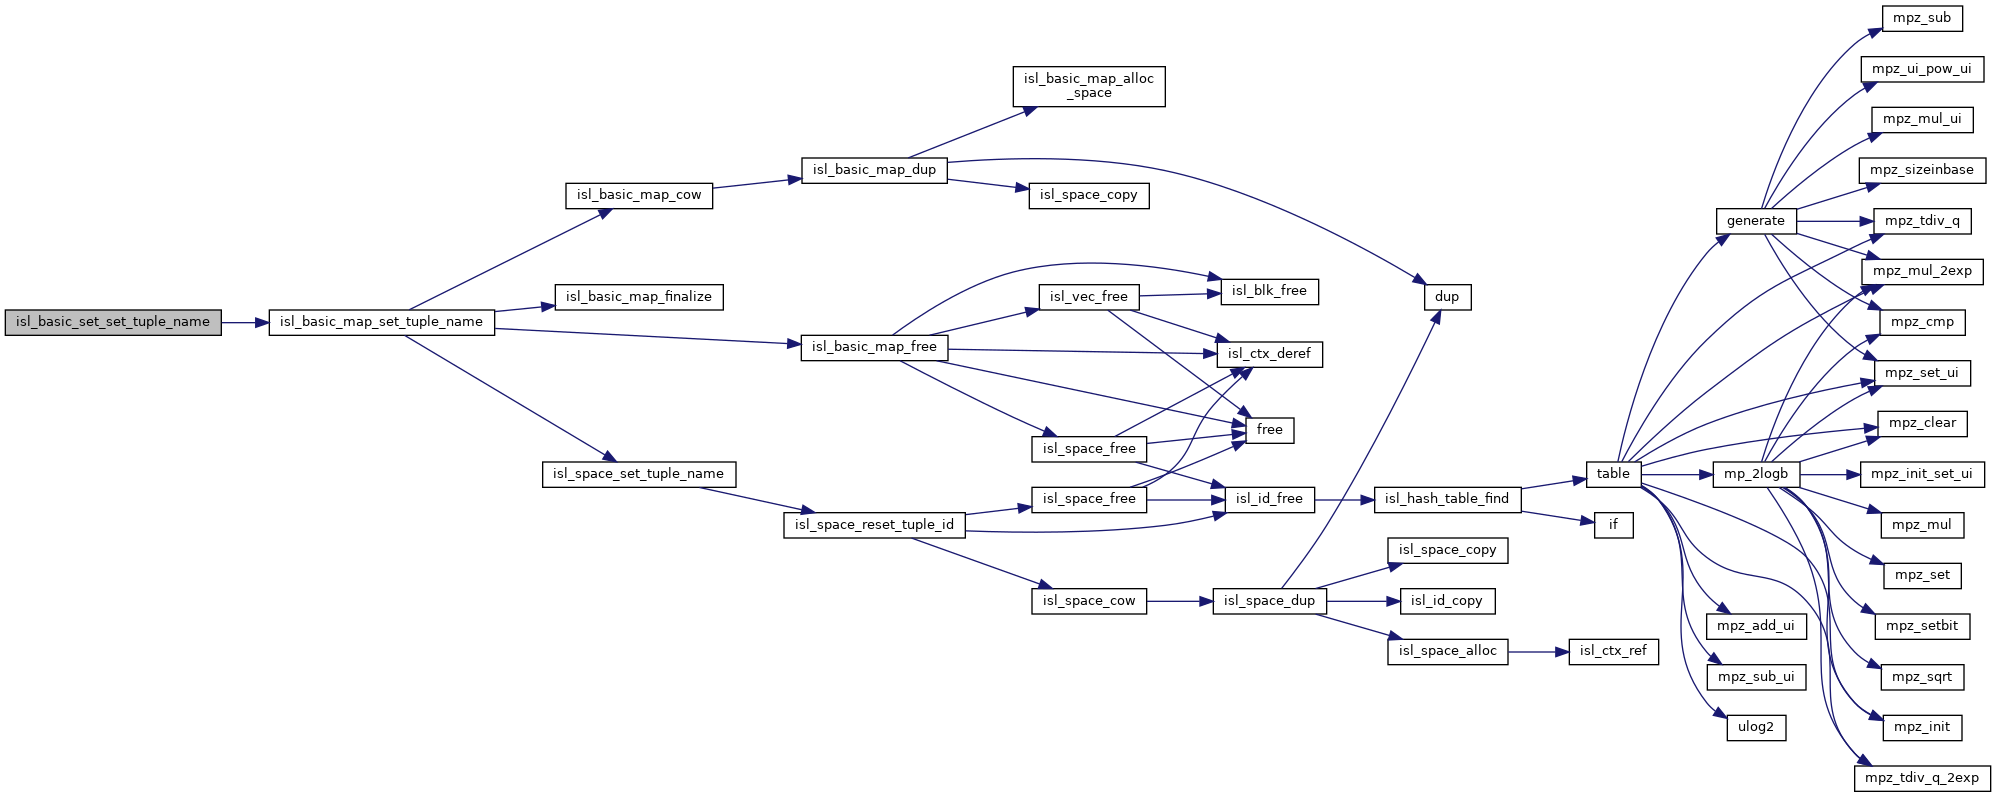 isl_basic_set_set_tuple_name
isl_basic_map_set_tuple_name
isl_basic_map_cow
isl_basic_map_finalize
isl_space_set_tuple_name
isl_basic_map_dup
isl_basic_map_free
isl_space_reset_tuple_id
isl_basic_map_alloc
_space
isl_space_copy
isl_vec_free
isl_space_free
isl_space_free
isl_space_cow
isl_blk_free
isl_ctx_deref
free
isl_id_free
isl_space_dup
dup
isl_hash_table_find
isl_space_copy
isl_id_copy
isl_space_alloc
table
if
isl_ctx_ref
generate
mp_2logb
mpz_add_ui
mpz_sub_ui
ulog2
mpz_sub
mpz_ui_pow_ui
mpz_mul_ui
mpz_sizeinbase
mpz_tdiv_q
mpz_mul_2exp
mpz_cmp
mpz_set_ui
mpz_clear
mpz_init_set_ui
mpz_mul
mpz_set
mpz_setbit
mpz_sqrt
mpz_init
mpz_tdiv_q_2exp